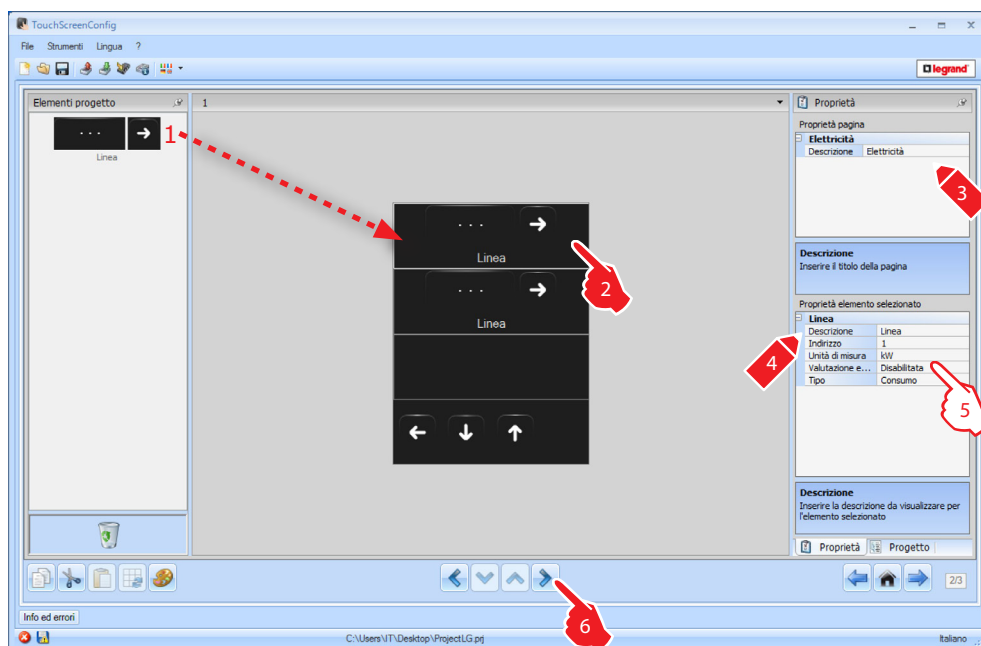 TouchScreenConfig
File Strumenti Lingua ?
legrand
Elementi progetto
. . .
Linea
1
1
. . .
Linea
. . .
Linea
2
Proprietà
Proprietà pagina
Elettricità
Descrizione Elettricità
3
Descrizione
Inserire il titolo della pagina
Proprietà elemento selezionato
Linea
Descrizione Linea
Indirizzo 1
Unità di misura kW
Valutazione e... Disabilitata
Tipo Consumo
4
5
Descrizione
Inserire la descrizione da visualizzare per
l'elemento selezionato
Proprietà Progetto
2/3
6
Info ed errori
C:\Users\IT\Desktop\ProjectLG.prj
Italiano